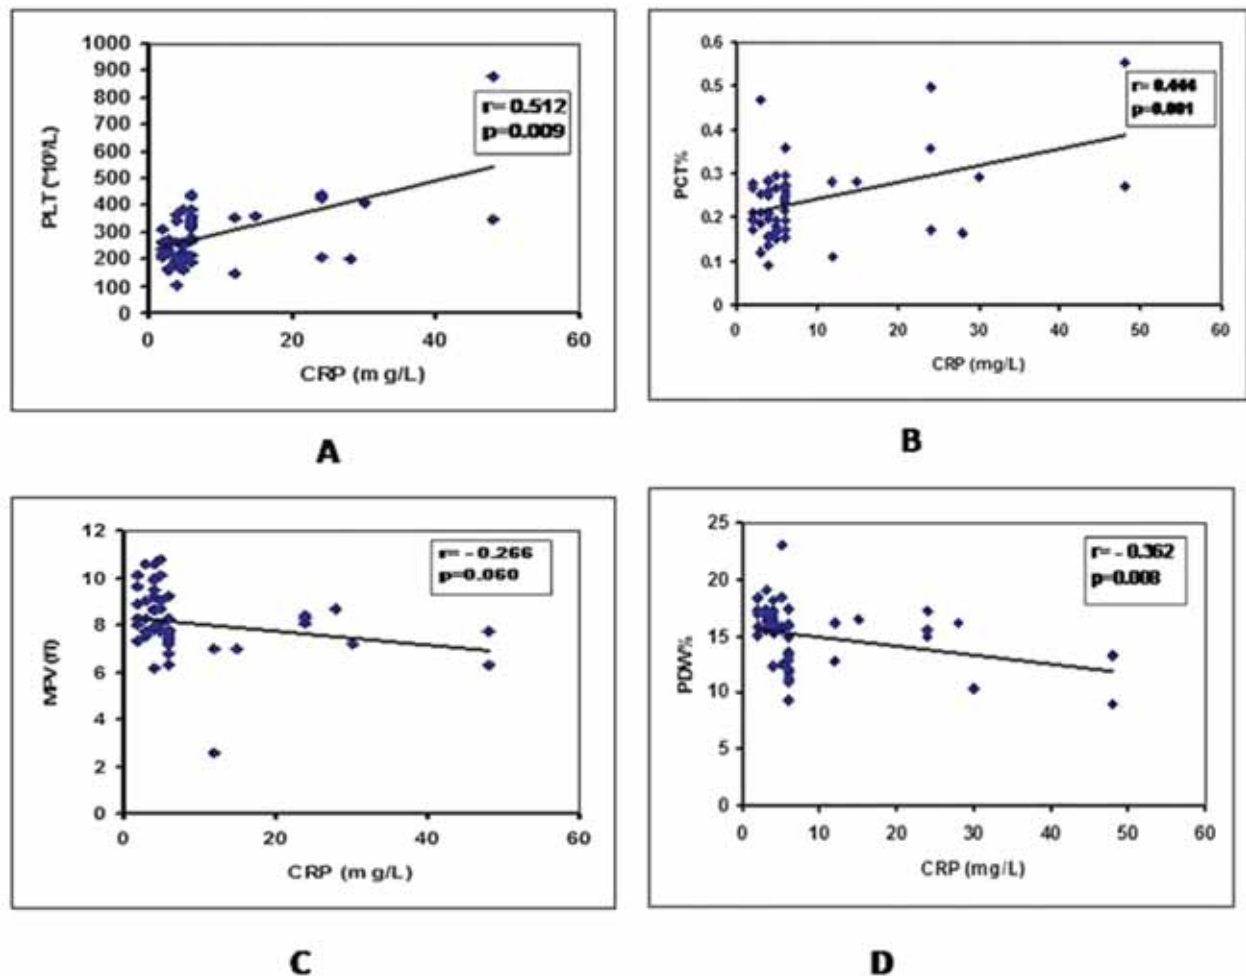 1000
900
800
700
600
500
400
300
200
100
0
PLT (*10⁹/L)
r= 0.512
p=0.009
0 20 40 60
CRP (m g/L)
A
0.6
0.5
0.4
0.3
0.2
0.1
0
PCT%
r= 0.444
p=0.001
0 10 20 30 40 50 60
CRP (mg/L)
B
12
10
8
6
4
2
0
MPV (fl)
r= - 0.266
p=0.060
0 20 40 60
CRP (m g/L)
C
25
20
15
10
5
0
PDW%
r= - 0.362
p=0.008
0 10 20 30 40 50 60
CRP (mg/L)
D